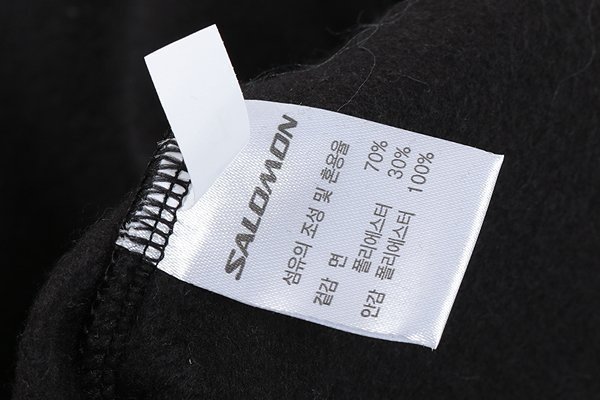 SALOMON
섬유의 조성 및 혼용율
겉감 면 70%
폴리에스터 30%
안감 폴리에스터 100%